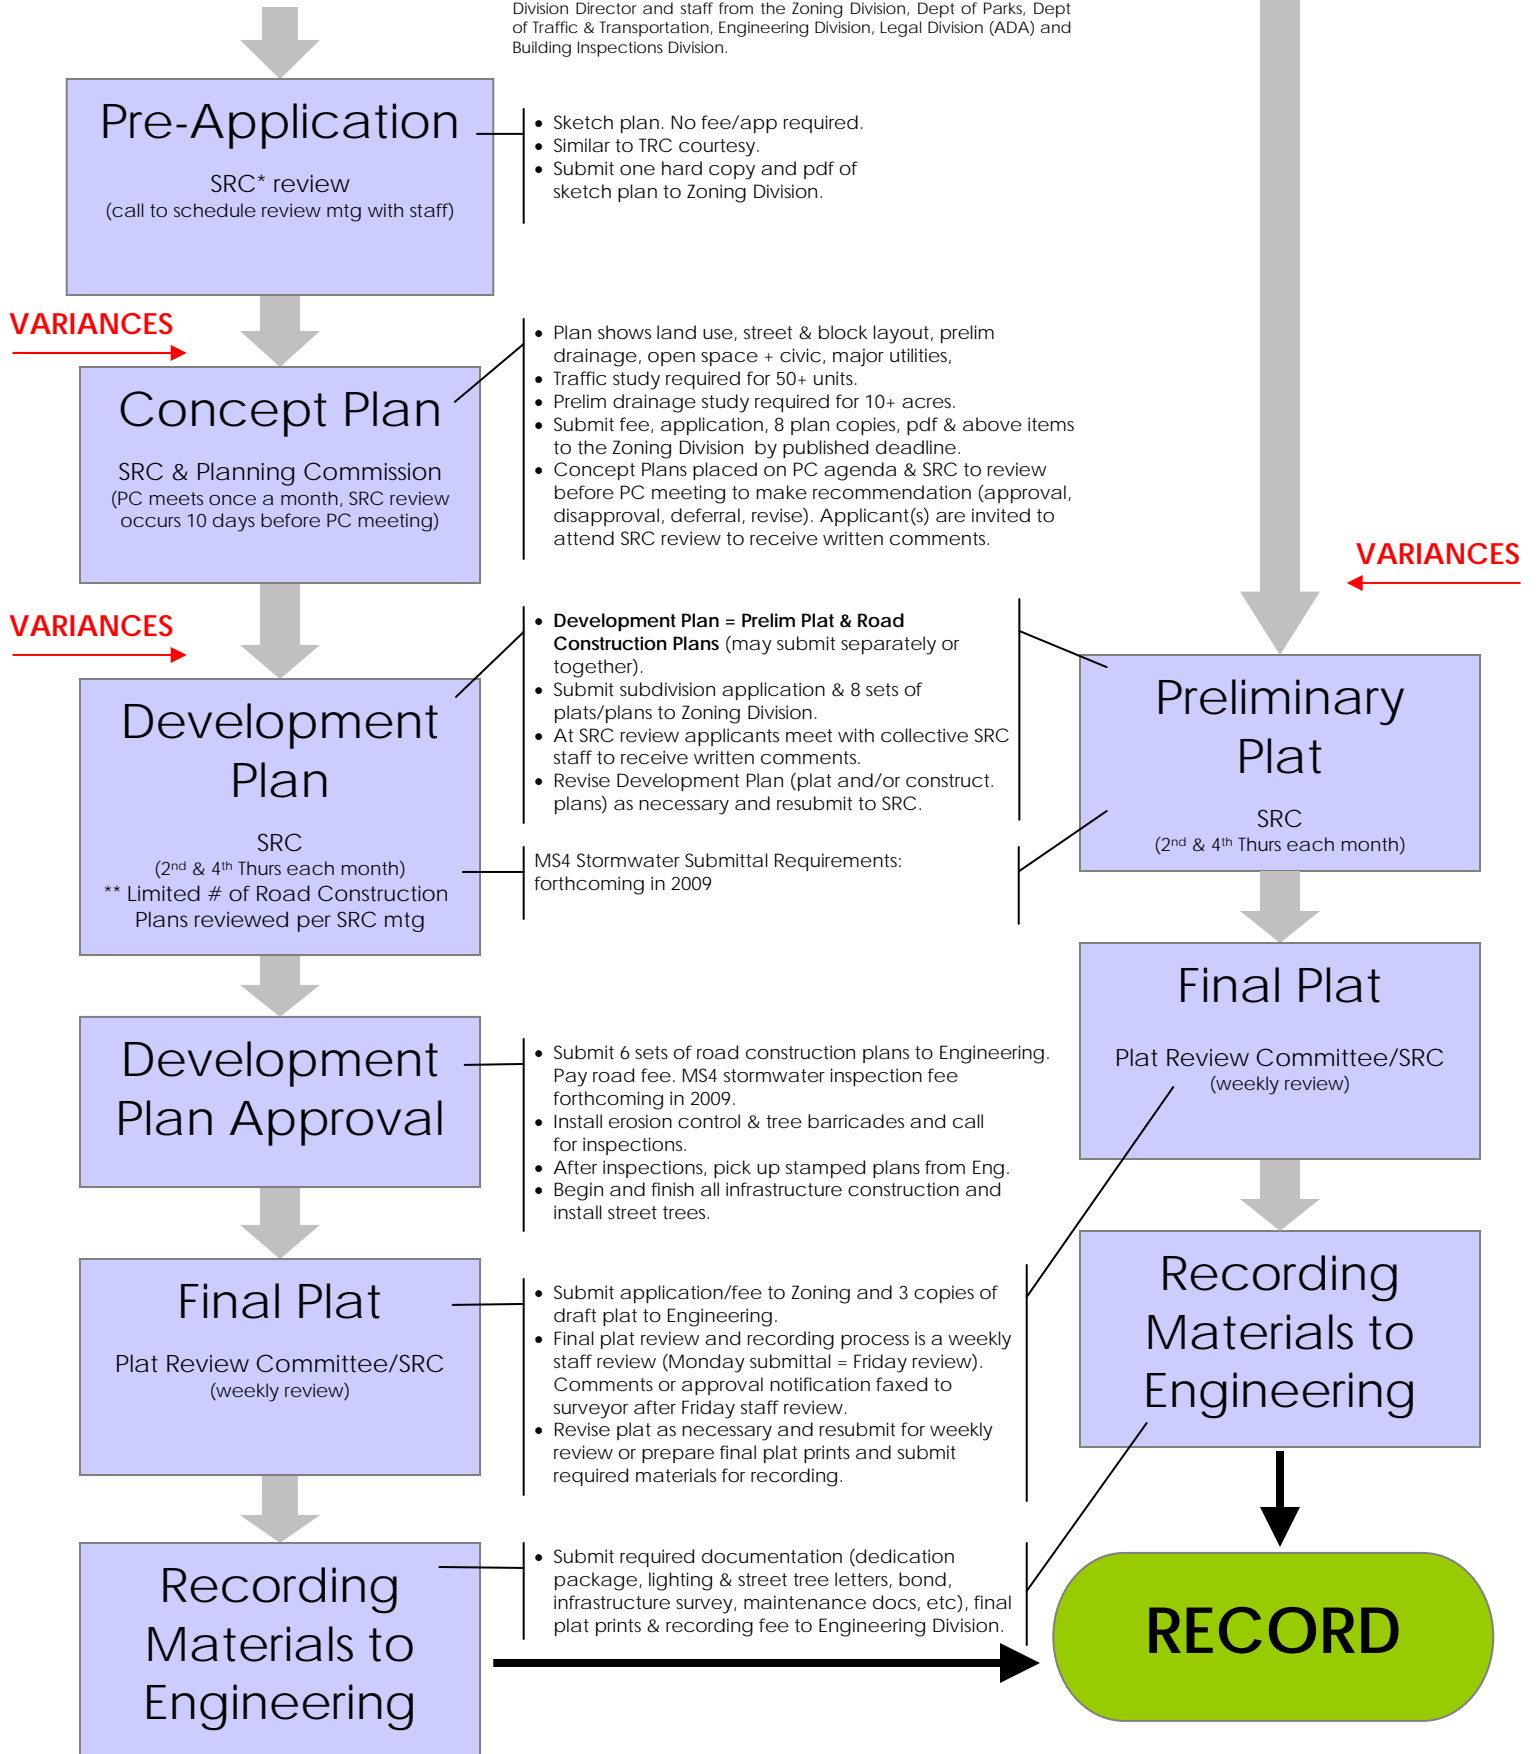 Division Director and staff from the Zoning Division, Dept of Parks, Dept
of Traffic & Transportation, Engineering Division, Legal Division (ADA) and
Building Inspections Division.
Pre-Application
SRC* review
(call to schedule review mtg with staff)
• Sketch plan. No fee/app required.
• Similar to TRC courtesy.
• Submit one hard copy and pdf of
sketch plan to Zoning Division.
VARIANCES
Concept Plan
SRC & Planning Commission
(PC meets once a month, SRC review
occurs 10 days before PC meeting)
• Plan shows land use, street & block layout, prelim
drainage, open space + civic, major utilities,
• Traffic study required for 50+ units.
• Prelim drainage study required for 10+ acres.
• Submit fee, application, 8 plan copies, pdf & above items
to the Zoning Division by published deadline.
• Concept Plans placed on PC agenda & SRC to review
before PC meeting to make recommendation (approval,
disapproval, deferral, revise). Applicant(s) are invited to
attend SRC review to receive written comments.
VARIANCES
VARIANCES
Development
Plan
SRC
(2nd & 4th Thurs each month)
** Limited # of Road Construction
Plans reviewed per SRC mtg
• Development Plan = Prelim Plat & Road
Construction Plans (may submit separately or
together).
• Submit subdivision application & 8 sets of
plats/plans to Zoning Division.
• At SRC review applicants meet with collective SRC
staff to receive written comments.
• Revise Development Plan (plat and/or construct.
plans) as necessary and resubmit to SRC.
MS4 Stormwater Submittal Requirements:
forthcoming in 2009
Preliminary
Plat
SRC
(2nd & 4th Thurs each month)
Development
Plan Approval
• Submit 6 sets of road construction plans to Engineering.
Pay road fee. MS4 stormwater inspection fee
forthcoming in 2009.
• Install erosion control & tree barricades and call
for inspections.
• After inspections, pick up stamped plans from Eng.
• Begin and finish all infrastructure construction and
install street trees.
Final Plat
Plat Review Committee/SRC
(weekly review)
Final Plat
Plat Review Committee/SRC
(weekly review)
• Submit application/fee to Zoning and 3 copies of
draft plat to Engineering.
• Final plat review and recording process is a weekly
staff review (Monday submittal = Friday review).
Comments or approval notification faxed to
surveyor after Friday staff review.
• Revise plat as necessary and resubmit for weekly
review or prepare final plat prints and submit
required materials for recording.
Recording
Materials to
Engineering
Recording
Materials to
Engineering
• Submit required documentation (dedication
package, lighting & street tree letters, bond,
infrastructure survey, maintenance docs, etc), final
plat prints & recording fee to Engineering Division.
RECORD